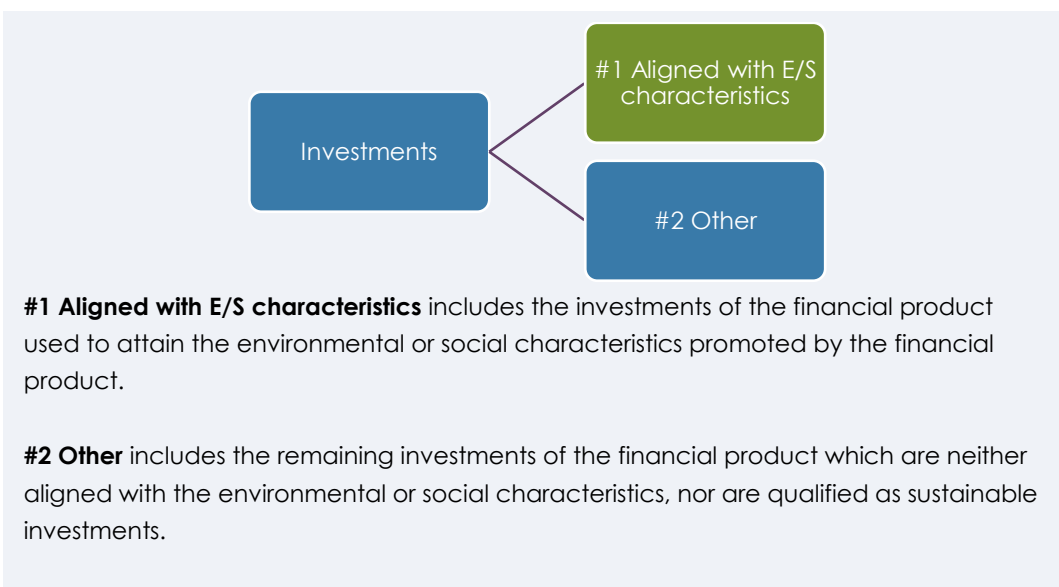 #1 Aligned with E/S
characteristics
Investments
#2 Other
#1 Aligned with E/S characteristics includes the investments of the financial product
used to attain the environmental or social characteristics promoted by the financial
product.
#2 Other includes the remaining investments of the financial product which are neither
aligned with the environmental or social characteristics, nor are qualified as sustainable
investments.